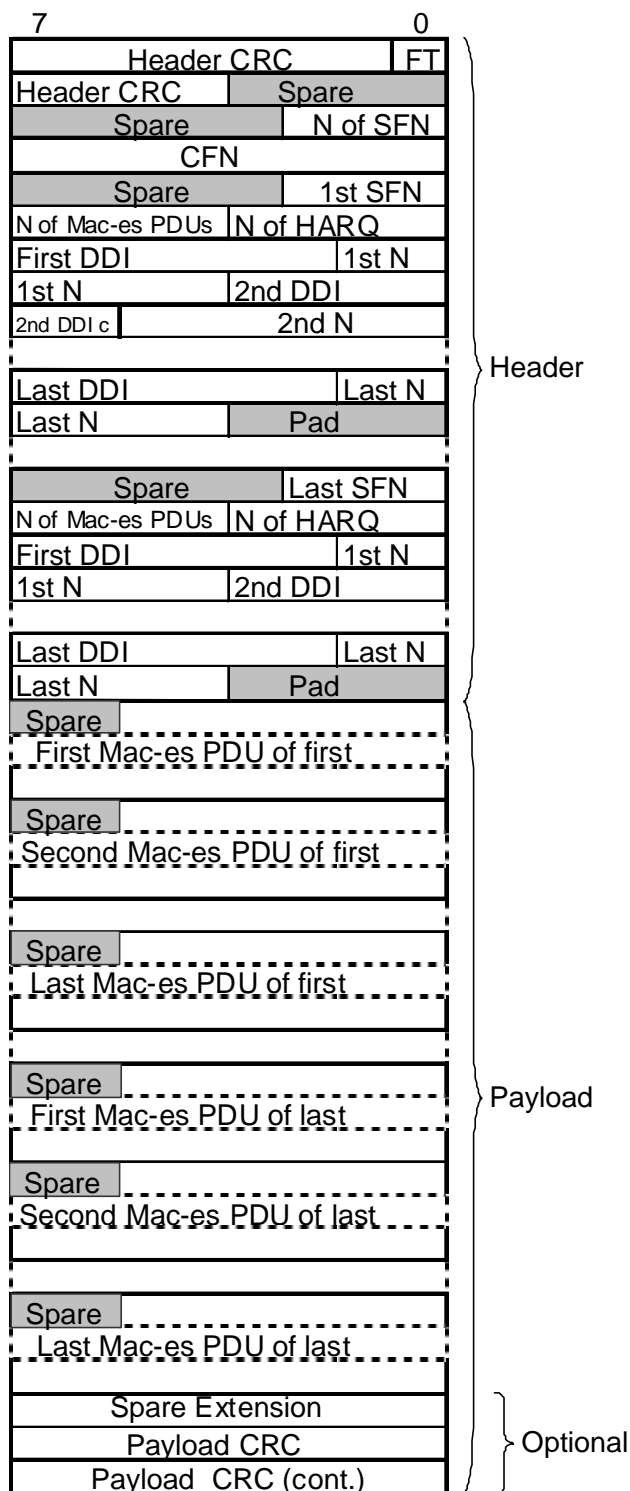 7 0
Header CRC FT
Header CRC Spare
Spare N of SFN
CFN
Spare 1st SFN
N of Mac-es PDUs N of HARQ
First DDI 1st N
1st N 2nd DDI
2nd DDI c 2nd N
Header
Last DDI Last N
Last N Pad
Spare Last SFN
N of Mac-es PDUs N of HARQ
First DDI 1st N
1st N 2nd DDI
Last DDI Last N
Last N Pad
Spare
First Mac-es PDU of first
Spare
Second Mac-es PDU of first
Spare
Last Mac-es PDU of first
Spare
Payload
First Mac-es PDU of last
Spare
Second Mac-es PDU of last
Spare
Last Mac-es PDU of last
Spare Extension
Payload CRC
Optional
Payload CRC (cont.)